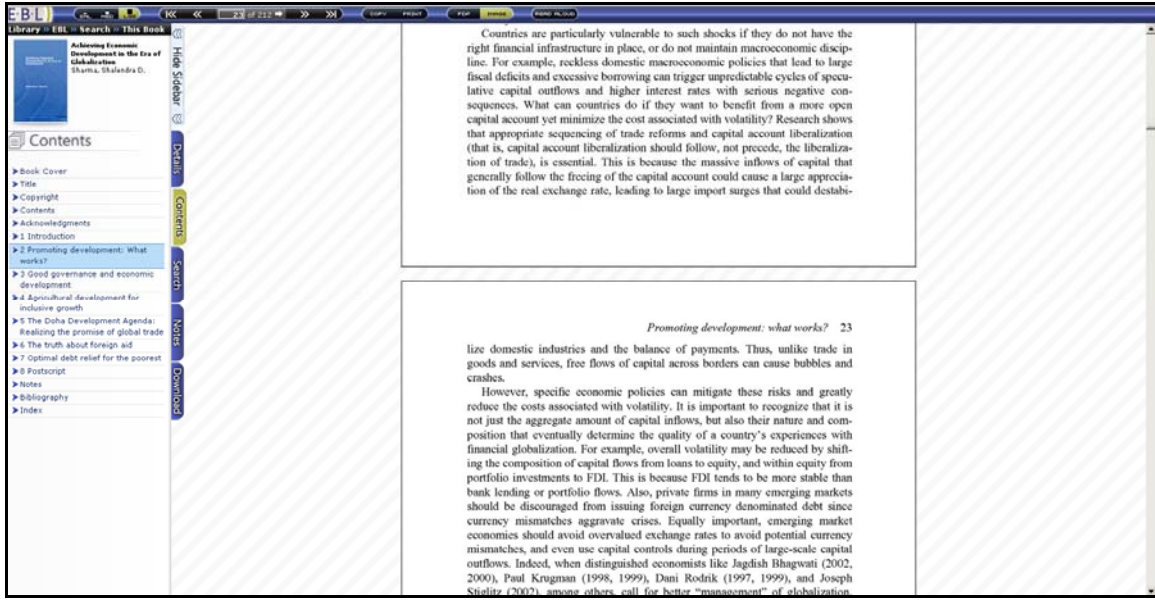 E·B·L
23 of 212
COPY PRINT
PDF IMAGE
READ ALOUD
Library » EBL » Search » This Book
Achieving Economic
Development in the Era of
Globalization
Sharma, Shalendra D.
Contents
Book Cover
Title
Copyright
Contents
Acknowledgments
1 Introduction
2 Promoting development: What
works?
3 Good governance and economic
development
4 Agricultural development for
inclusive growth
5 The Doha Development Agenda:
Realizing the promise of global trade
6 The truth about foreign aid
7 Optimal debt relief for the poorest
8 Postscript
Notes
Bibliography
Index
Hide Sidebar
Details
Contents
Search
Notes
Download
Countries are particularly vulnerable to such shocks if they do not have the
right financial infrastructure in place, or do not maintain macroeconomic discip-
line. For example, reckless domestic macroeconomic policies that lead to large
fiscal deficits and excessive borrowing can trigger unpredictable cycles of specu-
lative capital outflows and higher interest rates with serious negative con-
sequences. What can countries do if they want to benefit from a more open
capital account yet minimize the cost associated with volatility? Research shows
that appropriate sequencing of trade reforms and capital account liberalization
(that is, capital account liberalization should follow, not precede, the liberaliza-
tion of trade), is essential. This is because the massive inflows of capital that
generally follow the freeing of the capital account could cause a large apprecia-
tion of the real exchange rate, leading to large import surges that could destabi-
Promoting development: what works? 23
lize domestic industries and the balance of payments. Thus, unlike trade in
goods and services, free flows of capital across borders can cause bubbles and
crashes.
However, specific economic policies can mitigate these risks and greatly
reduce the costs associated with volatility. It is important to recognize that it is
not just the aggregate amount of capital inflows, but also their nature and com-
position that eventually determine the quality of a country's experiences with
financial globalization. For example, overall volatility may be reduced by shift-
ing the composition of capital flows from loans to equity, and within equity from
portfolio investments to FDI. This is because FDI tends to be more stable than
bank lending or portfolio flows. Also, private firms in many emerging markets
should be discouraged from issuing foreign currency denominated debt since
currency mismatches aggravate crises. Equally important, emerging market
economies should avoid overvalued exchange rates to avoid potential currency
mismatches, and even use capital controls during periods of large-scale capital
outflows. Indeed, when distinguished economists like Jagdish Bhagwati (2002,
2000), Paul Krugman (1998, 1999), Dani Rodrik (1997, 1999), and Joseph
Stiglitz (2002), among others, call for better "management" of globalization,